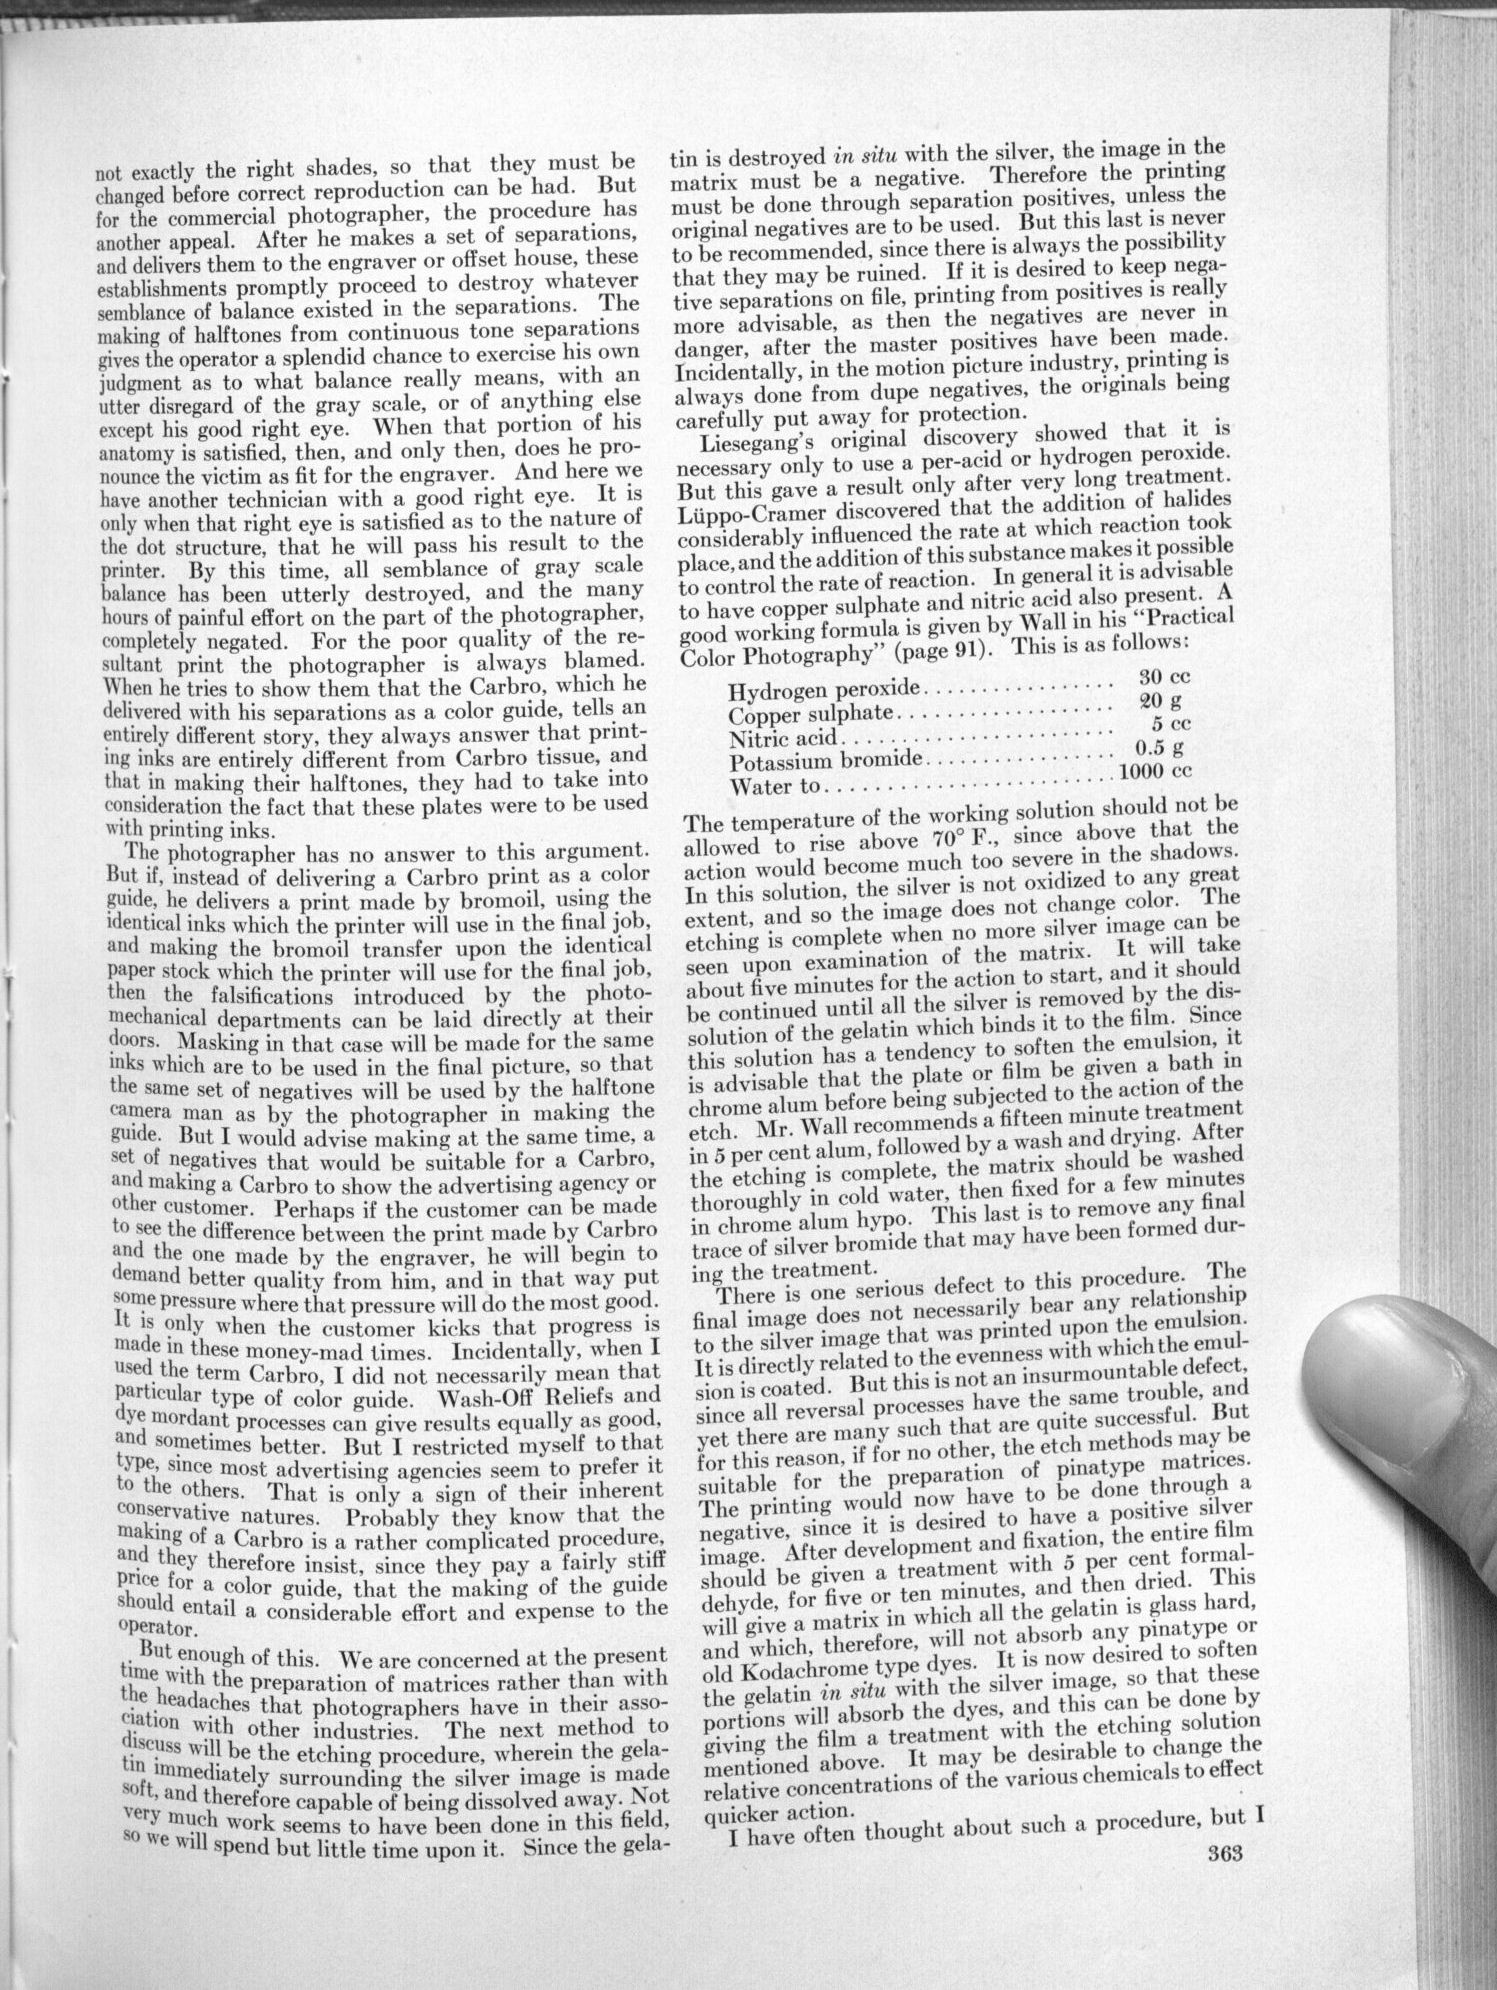 not exactly the right shades, so that they must be
changed before correct reproduction can be had. But
for the commercial photographer, the procedure has
another appeal. After he makes a set of separations,
and delivers them to the engraver or offset house, these
establishments promptly proceed to destroy whatever
semblance of balance existed in the separations. The
making of halftones from continuous tone separations
gives the operator a splendid chance to exercise his own
judgment as to what balance really means, with an
utter disregard of the gray scale, or of anything else
except his good right eye. When that portion of his
anatomy is satisfied, then, and only then, does he pro-
nounce the victim as fit for the engraver. And here we
have another technician with a good right eye. It is
only when that right eye is satisfied as to the nature of
the dot structure, that he will pass his result to the
printer. By this time, all semblance of gray scale
balance has been utterly destroyed, and the many
hours of painful effort on the part of the photographer,
completely negated. For the poor quality of the re-
sultant print the photographer is always blamed.
When he tries to show them that the Carbro, which he
delivered with his separations as a color guide, tells an
entirely different story, they always answer that print-
ing inks are entirely different from Carbro tissue, and
that in making their halftones, they had to take into
consideration the fact that these plates were to be used
with printing inks.
The photographer has no answer to this argument.
But if, instead of delivering a Carbro print as a color
guide, he delivers a print made by bromoil, using the
identical inks which the printer will use in the final job,
and making the bromoil transfer upon the identical
paper stock which the printer will use for the final job,
then the falsifications introduced by the photo-
mechanical departments can be laid directly at their
doors. Masking in that case will be made for the same
inks which are to be used in the final picture, so that
the same set of negatives will be used by the halftone
camera man as by the photographer in making the
guide. But I would advise making at the same time, a
set of negatives that would be suitable for a Carbro,
and making a Carbro to show the advertising agency or
other customer. Perhaps if the customer can be made
to see the difference between the print made by Carbro
and the one made by the engraver, he will begin to
demand better quality from him, and in that way put
some pressure where that pressure will do the most good.
It is only when the customer kicks that progress is
made in these money-mad times. Incidentally, when I
used the term Carbro, I did not necessarily mean that
particular type of color guide. Wash-Off Reliefs and
dye mordant processes can give results equally as good,
and sometimes better. But I restricted myself to that
type, since most advertising agencies seem to prefer it
to the others. That is only a sign of their inherent
conservative natures. Probably they know that the
making of a Carbro is a rather complicated procedure,
and they therefore insist, since they pay a fairly stiff
price for a color guide, that the making of the guide
should entail a considerable effort and expense to the
operator.
But enough of this. We are concerned at the present
time with the preparation of matrices rather than with
the headaches that photographers have in their asso-
ciation with other industries. The next method to
discuss will be the etching procedure, wherein the gela-
tin immediately surrounding the silver image is made
soft, and therefore capable of being dissolved away. Not
very much work seems to have been done in this field,
so we will spend but little time upon it. Since the gela-
tin is destroyed in situ with the silver, the image in the
matrix must be a negative. Therefore the printing
must be done through separation positives, unless the
original negatives are to be used. But this last is never
to be recommended, since there is always the possibility
that they may be ruined. If it is desired to keep nega-
tive separations on file, printing from positives is really
more advisable, as then the negatives are never in
danger, after the master positives have been made.
Incidentally, in the motion picture industry, printing is
always done from dupe negatives, the originals being
carefully put away for protection.
Liesegang's original discovery showed that it is
necessary only to use a per-acid or hydrogen peroxide.
But this gave a result only after very long treatment.
Lüppo-Cramer discovered that the addition of halides
considerably influenced the rate at which reaction took
place, and the addition of this substance makes it possible
to control the rate of reaction. In general it is advisable
to have copper sulphate and nitric acid also present. A
good working formula is given by Wall in his "Practical
Color Photography" (page 91). This is as follows:
Hydrogen peroxide................. 30 cc
Copper sulphate................... 20 g
Nitric acid........................ 5 cc
Potassium bromide................. 0.5 g
Water to.........................1000 cc
The temperature of the working solution should not be
allowed to rise above 70° F., since above that the
action would become much too severe in the shadows.
In this solution, the silver is not oxidized to any great
extent, and so the image does not change color. The
etching is complete when no more silver image can be
seen upon examination of the matrix. It will take
about five minutes for the action to start, and it should
be continued until all the silver is removed by the dis-
solution of the gelatin which binds it to the film. Since
this solution has a tendency to soften the emulsion, it
is advisable that the plate or film be given a bath in
chrome alum before being subjected to the action of the
etch. Mr. Wall recommends a fifteen minute treatment
in 5 per cent alum, followed by a wash and drying. After
the etching is complete, the matrix should be washed
thoroughly in cold water, then fixed for a few minutes
in chrome alum hypo. This last is to remove any final
trace of silver bromide that may have been formed dur-
ing the treatment.
There is one serious defect to this procedure. The
final image does not necessarily bear any relationship
to the silver image that was printed upon the emulsion.
It is directly related to the evenness with which the emul-
sion is coated. But this is not an insurmountable defect,
since all reversal processes have the same trouble, and
yet there are many such that are quite successful. But
for this reason, if for no other, the etch methods may be
suitable for the preparation of pinatype matrices.
The printing would now have to be done through a
negative, since it is desired to have a positive silver
image. After development and fixation, the entire film
should be given a treatment with 5 per cent formal-
dehyde, for five or ten minutes, and then dried. This
will give a matrix in which all the gelatin is glass hard,
and which, therefore, will not absorb any pinatype or
old Kodachrome type dyes. It is now desired to soften
the gelatin in situ with the silver image, so that these
portions will absorb the dyes, and this can be done by
giving the film a treatment with the etching solution
mentioned above. It may be desirable to change the
relative concentrations of the various chemicals to effect
quicker action.
I have often thought about such a procedure, but I
363